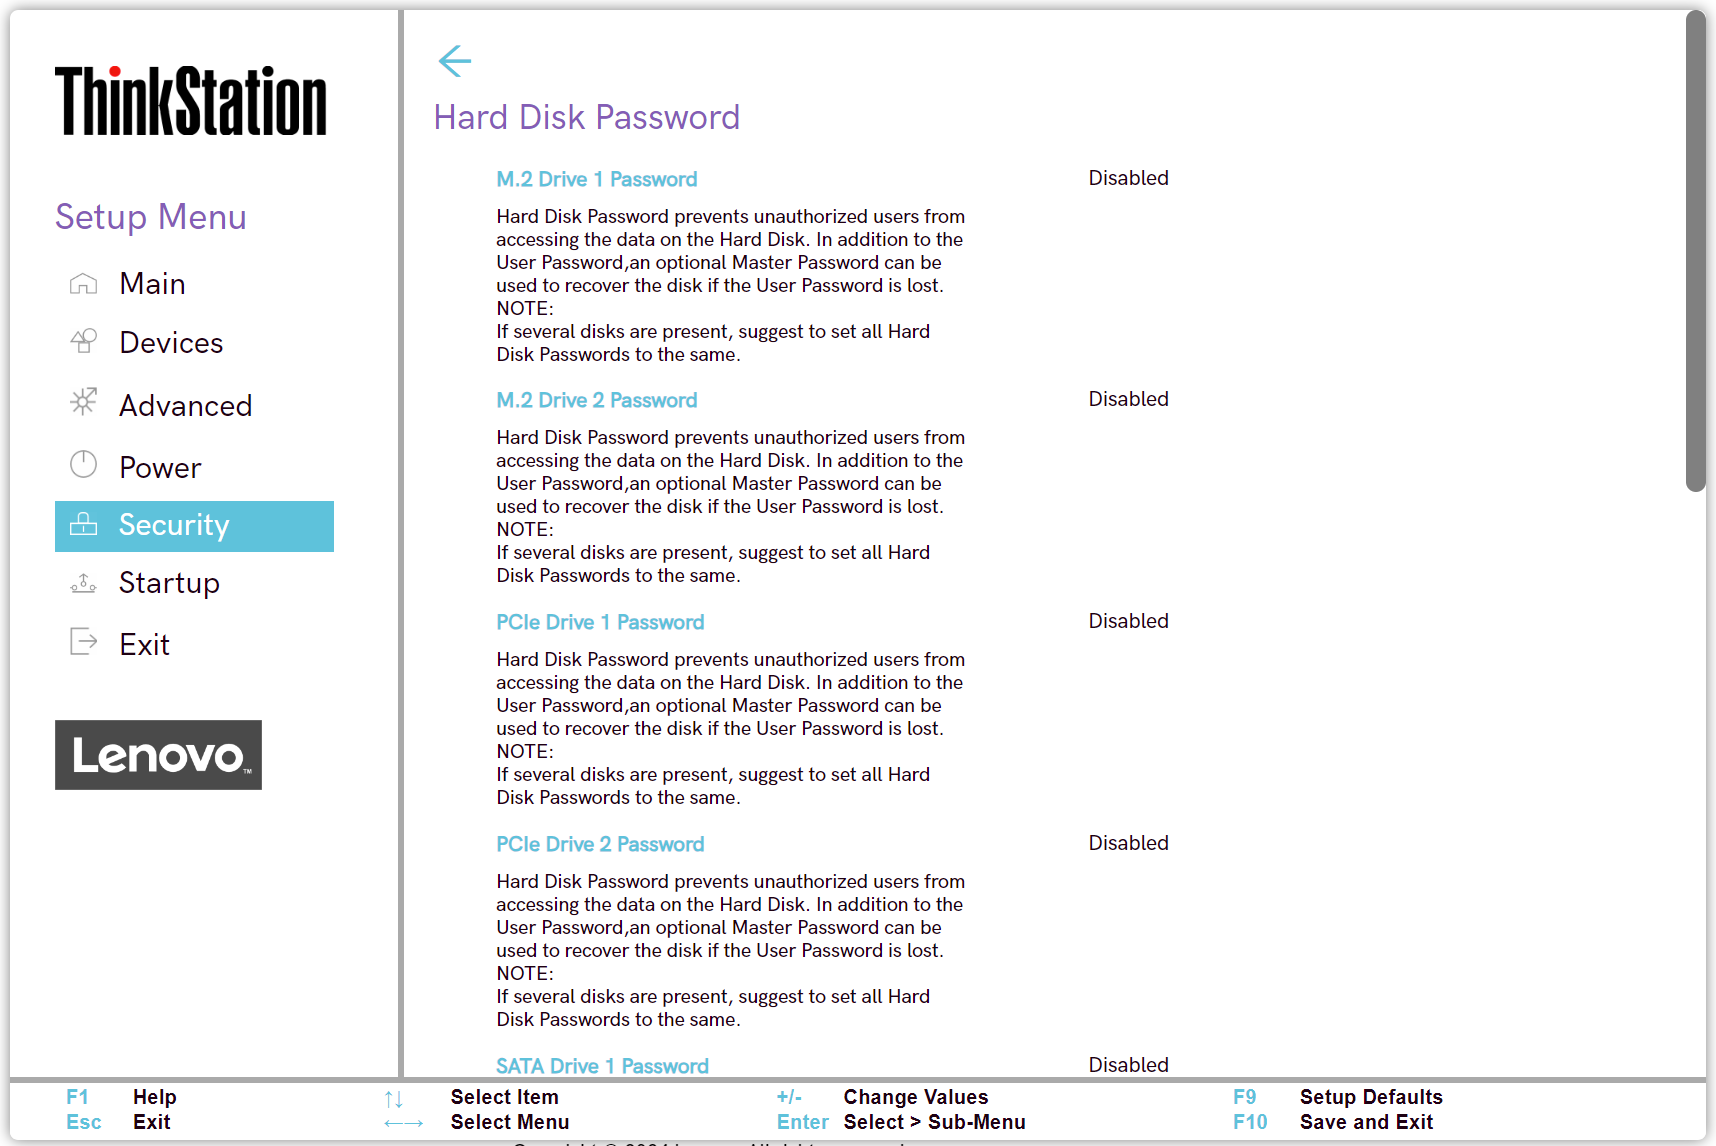 ThinkStation
Setup Menu
Main
Devices
Advanced
Power
Security
Startup
Exit
Lenovo™
Hard Disk Password
M.2 Drive 1 Password Disabled
Hard Disk Password prevents unauthorized users from
accessing the data on the Hard Disk. In addition to the
User Password,an optional Master Password can be
used to recover the disk if the User Password is lost.
NOTE:
If several disks are present, suggest to set all Hard
Disk Passwords to the same.
M.2 Drive 2 Password Disabled
Hard Disk Password prevents unauthorized users from
accessing the data on the Hard Disk. In addition to the
User Password,an optional Master Password can be
used to recover the disk if the User Password is lost.
NOTE:
If several disks are present, suggest to set all Hard
Disk Passwords to the same.
PCIe Drive 1 Password Disabled
Hard Disk Password prevents unauthorized users from
accessing the data on the Hard Disk. In addition to the
User Password,an optional Master Password can be
used to recover the disk if the User Password is lost.
NOTE:
If several disks are present, suggest to set all Hard
Disk Passwords to the same.
PCIe Drive 2 Password Disabled
Hard Disk Password prevents unauthorized users from
accessing the data on the Hard Disk. In addition to the
User Password,an optional Master Password can be
used to recover the disk if the User Password is lost.
NOTE:
If several disks are present, suggest to set all Hard
Disk Passwords to the same.
SATA Drive 1 Password Disabled
F1 Help ↑↓ Select Item +/- Change Values F9 Setup Defaults
Esc Exit ←→ Select Menu Enter Select > Sub-Menu F10 Save and Exit